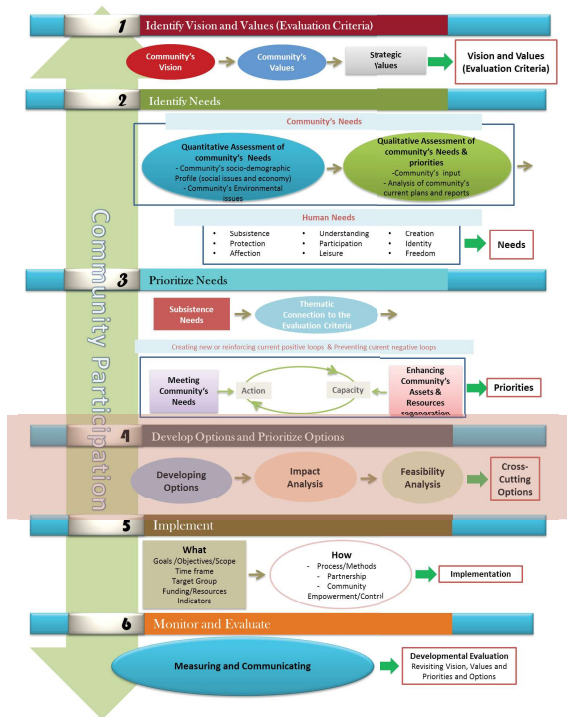 1 Identify Vision and Values (Evaluation Criteria)
Community's
Vision
Community's
Values
Strategic
Values
Vision and Values
(Evaluation Criteria)
2 Identify Needs
Community's Needs
Quantitative Assessment of
community's Needs
- Community's socio-demographic
Profile (social issues and economy)
- Community's Environmental
issues
Qualitative Assessment of
community's Needs &
priorities
-Community's input
- Analysis of community's
current plans and reports
Human Needs
• Subsistence
• Protection
• Affection
• Understanding
• Participation
• Leisure
• Creation
• Identity
• Freedom
Needs
Community Participation
3 Prioritize Needs
Subsistence
Needs
Thematic
Connection to the
Evaluation Criteria
Creating new or reinforcing current positive loops & Preventing curent negative loops
Meeting
Community's
Needs
Action
Capacity
Enhancing
Community's
Assets &
Resources
regeneration
Priorities
4 Develop Options and Prioritize Options
Developing
Options
Impact
Analysis
Feasibility
Analysis
Cross-
Cutting
Options
5 Implement
What
Goals /Objectives/Scope
Time frame
Target Group
Funding/Resources
Indicators
How
- Process/Methods
- Partnership
- Community
Empowerment/Control
Implementation
6 Monitor and Evaluate
Measuring and Communicating
Developmental Evaluation
Revisiting Vision, Values and
Priorities and Options